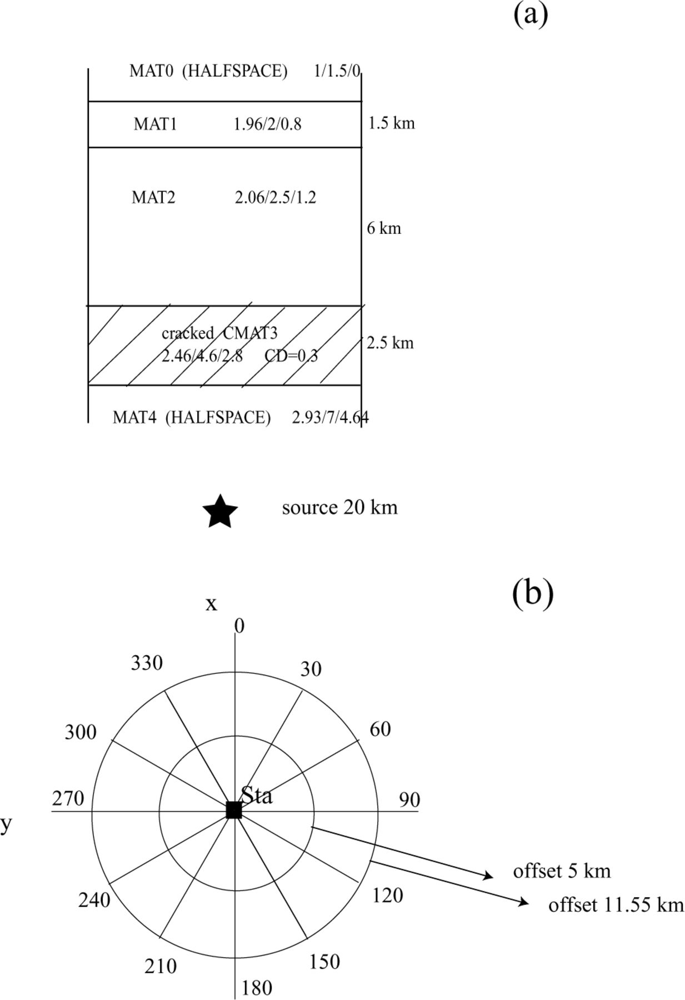 (a)
MAT0 (HALFSPACE) 1/1.5/0
MAT1 1.96/2/0.8 1.5 km
MAT2 2.06/2.5/1.2
6 km
cracked CMAT3
2.5 km
2.46/4.6/2.8 CD=0.3
MAT4 (HALFSPACE) 2.93/7/4.64
source 20 km
(b)
x
0
330 30
300 60
Sta
270 90
y
offset 5 km
240 120
offset 11.55 km
210 150
180